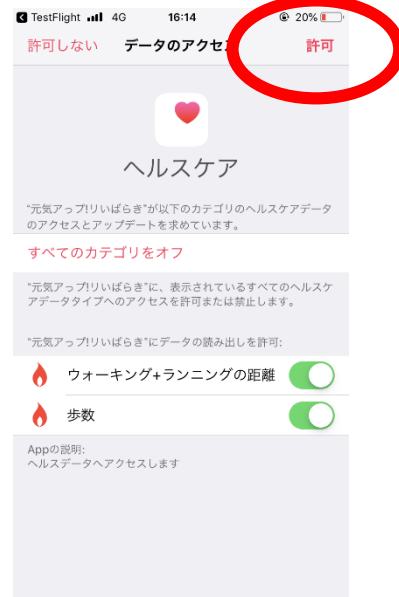 TestFlight 4G 16:14 20%
許可しない データのアクセ 許可
ヘルスケア
"元気アっプ!リいばらき"が以下のカテゴリのヘルスケアデータ
のアクセスとアップデートを求めています。
すべてのカテゴリをオフ
"元気アっプ!リいばらき"に、表示されているすべてのヘルスケ
アデータタイプへのアクセスを許可または禁止します。
"元気アっプ!リいばらき"にデータの読み出しを許可:
ウォーキング+ランニングの距離
歩数
Appの説明:
ヘルスデータへアクセスします